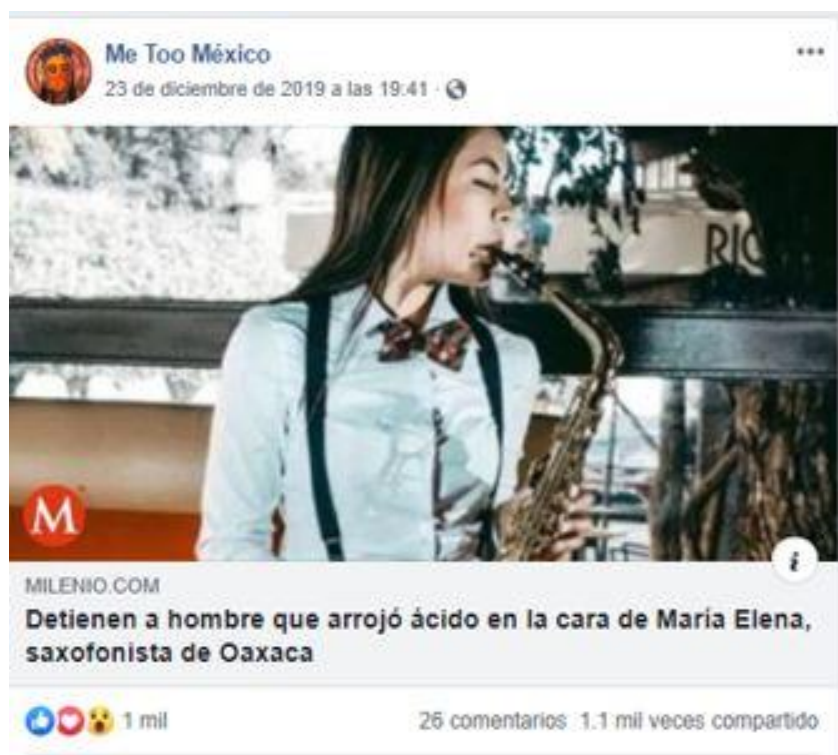 Me Too México
23 de diciembre de 2019 a las 19:41
RIC
M
MILENIO.COM
Detienen a hombre que arrojó ácido en la cara de María Elena,
saxofonista de Oaxaca
1 mil
26 comentarios 1.1 mil veces compartido